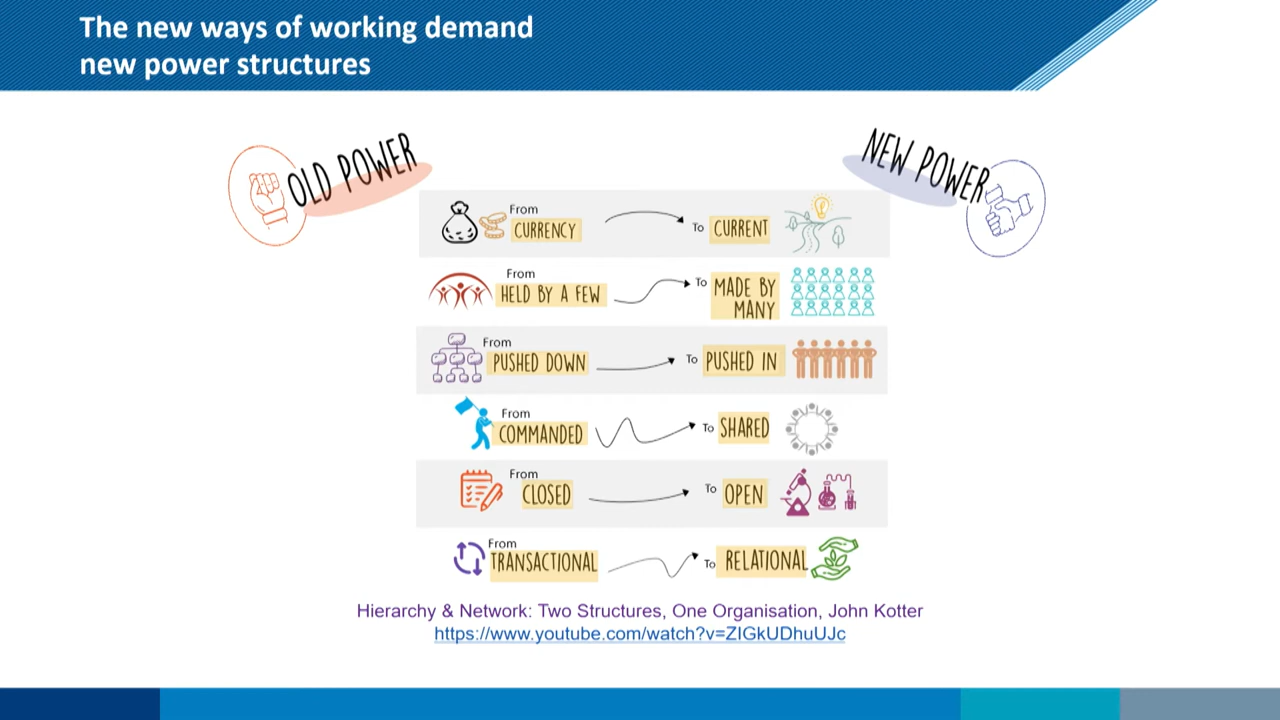 The new ways of working demand
new power structures
OLD POWER
NEW POWER
From
CURRENCY
To CURRENT
From
HELD BY A FEW
To MADE BY
MANY
From
PUSHED DOWN
To PUSHED IN
From
COMMANDED
To SHARED
From
CLOSED
To OPEN
From
TRANSACTIONAL
To RELATIONAL
Hierarchy & Network: Two Structures, One Organisation, John Kotter
https://www.youtube.com/watch?v=ZIGkUDhuUJc